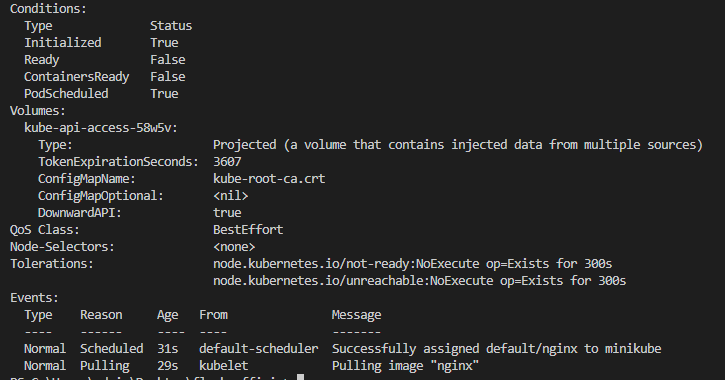 Conditions:
Type Status
Initialized True
Ready False
ContainersReady False
PodScheduled True
Volumes:
kube-api-access-58w5v:
Type: Projected (a volume that contains injected data from multiple sources)
TokenExpirationSeconds: 3607
ConfigMapName: kube-root-ca.crt
ConfigMapOptional: <nil>
DownwardAPI: true
QoS Class: BestEffort
Node-Selectors: <none>
Tolerations: node.kubernetes.io/not-ready:NoExecute op=Exists for 300s
node.kubernetes.io/unreachable:NoExecute op=Exists for 300s
Events:
Type Reason Age From Message
---- ------ ---- ---- -------
Normal Scheduled 31s default-scheduler Successfully assigned default/nginx to minikube
Normal Pulling 29s kubelet Pulling image "nginx"